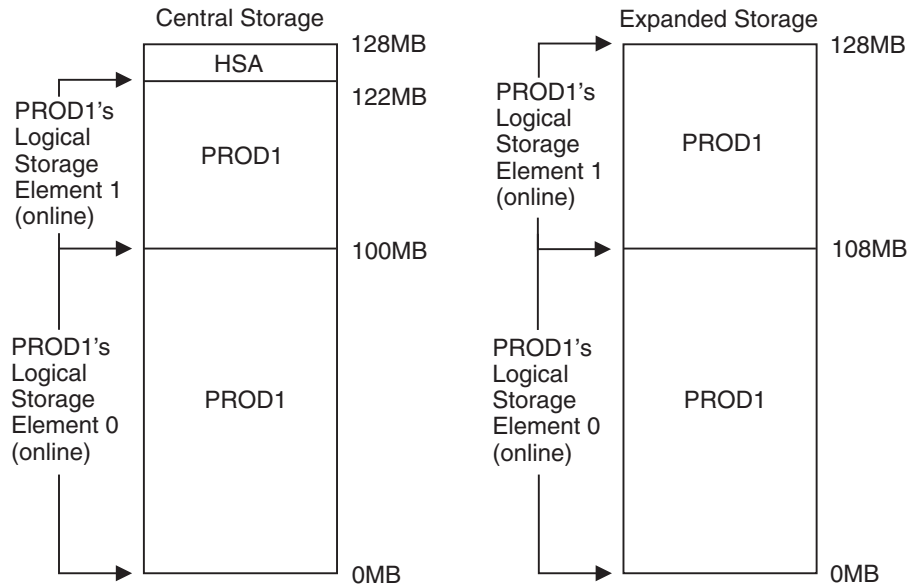 Central Storage
128MB
HSA
122MB
PROD1's
Logical
Storage
Element 1
(online)
PROD1
100MB
PROD1's
Logical
Storage
Element 0
(online)
PROD1
0MB
Expanded Storage
128MB
PROD1's
Logical
Storage
Element 1
(online)
PROD1
108MB
PROD1's
Logical
Storage
Element 0
(online)
PROD1
0MB